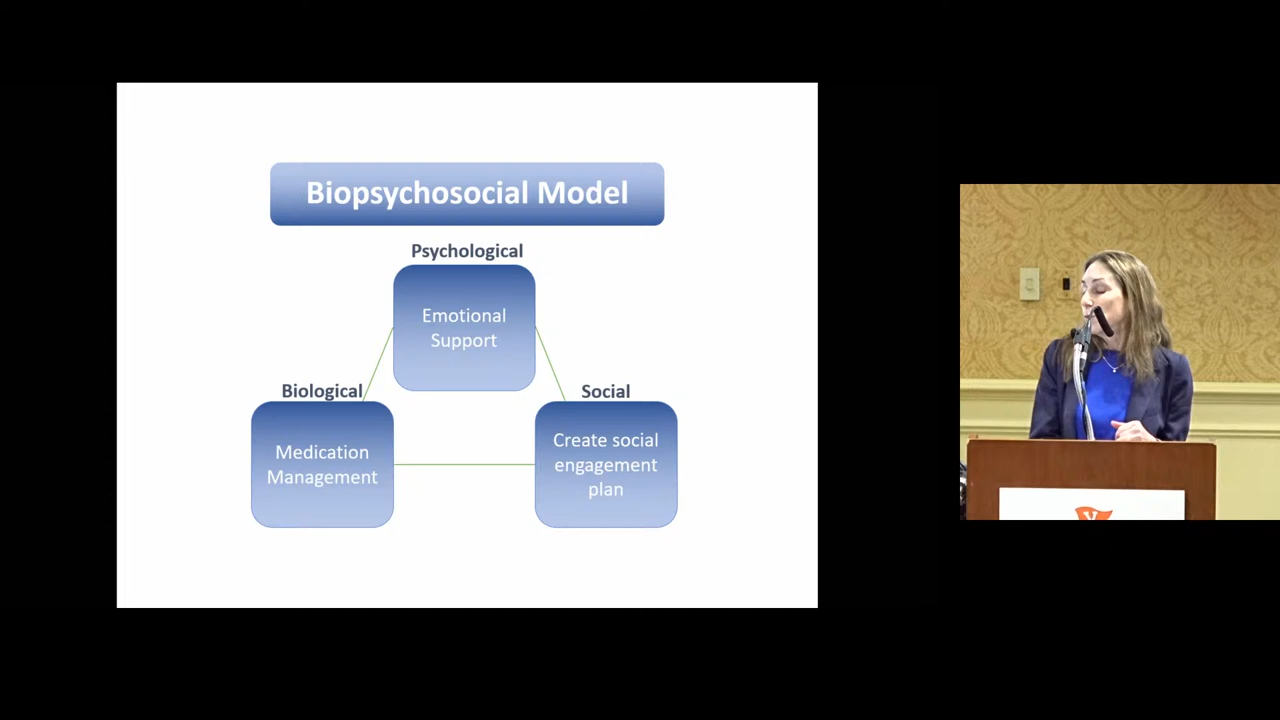 Biopsychosocial Model
Psychological
Emotional
Support
Biological
Medication
Management
Social
Create social
engagement
plan